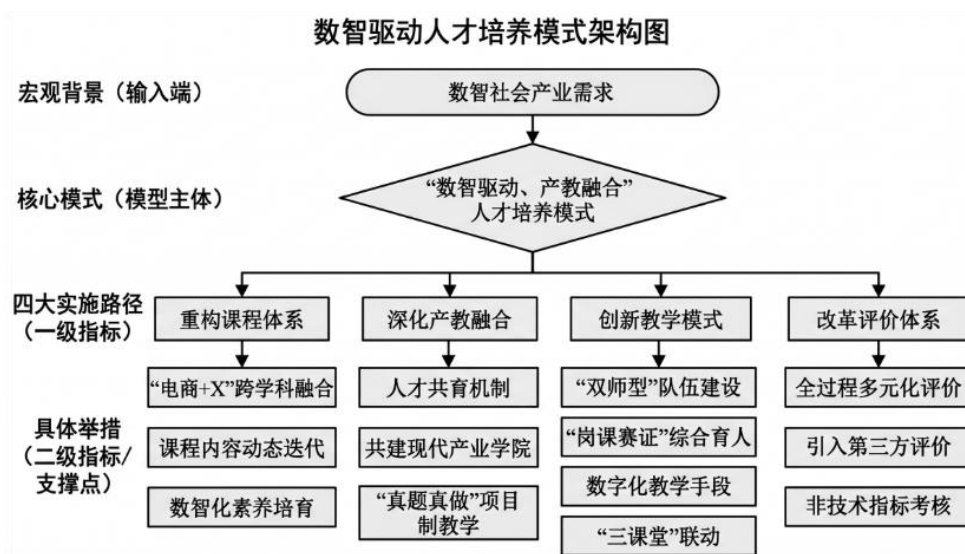 数智驱动人才培养模式架构图
宏观背景（输入端）
数智社会产业需求
核心模式（模型主体）
“数智驱动、产教融合”
人才培养模式
四大实施路径
（一级指标）
重构课程体系
深化产教融合
创新教学模式
改革评价体系
具体举措
（二级指标/
支撑点）
“电商+X”跨学科融合
课程内容动态迭代
数智化素养培育
人才共育机制
共建现代产业学院
“真题真做”项目
制教学
“双师型”队伍建设
“岗课赛证”综合育人
数字化教学手段
“三课堂”联动
全过程多元化评价
引入第三方评价
非技术指标考核